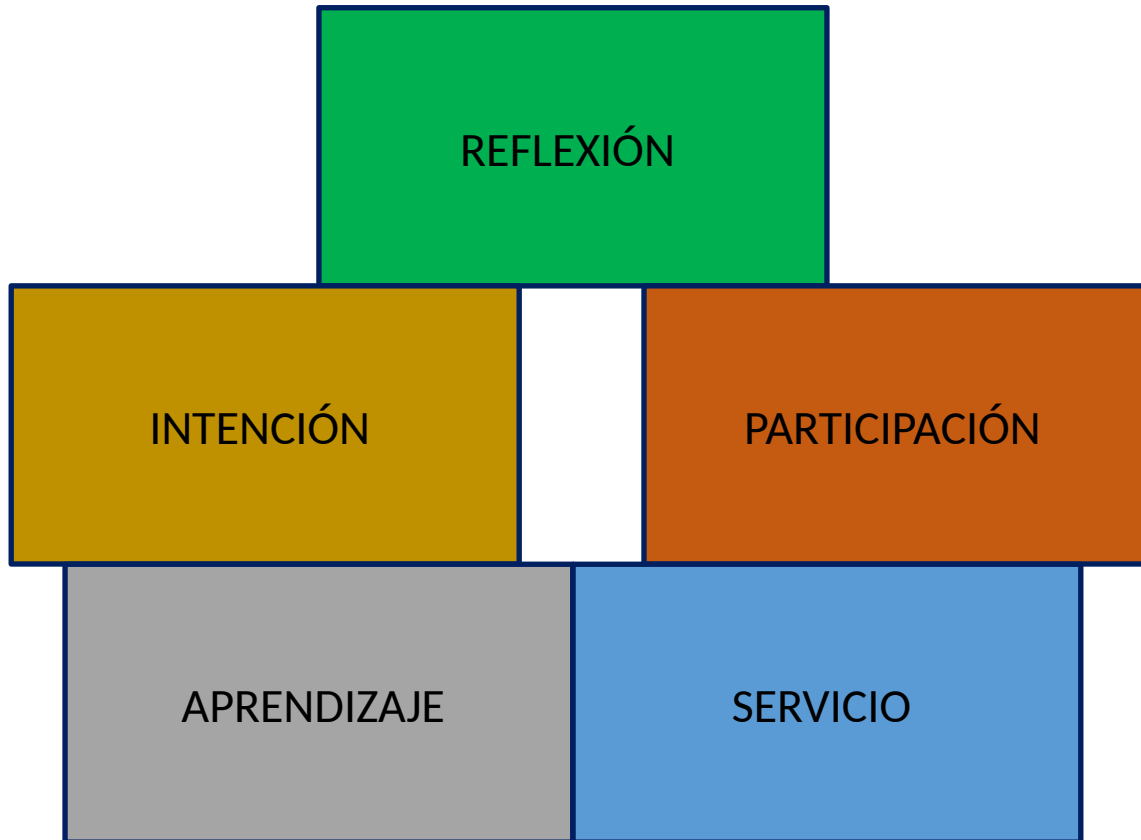 REFLEXIÓN
INTENCIÓN
PARTICIPACIÓN
APRENDIZAJE
SERVICIO